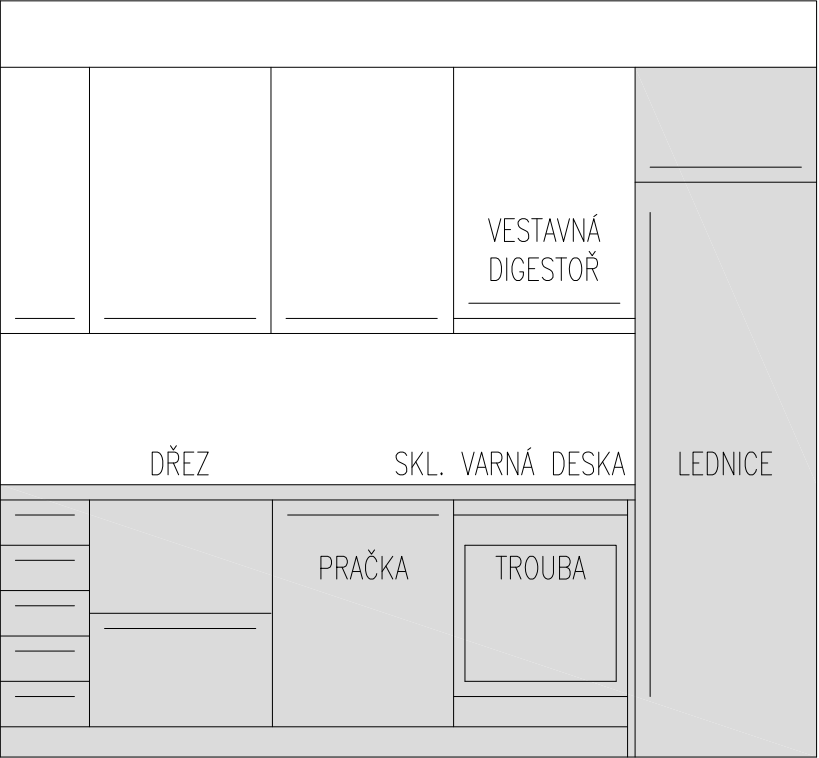 VESTAVNÁ
DIGESTOŘ
DŘEZ
SKL. VARNÁ DESKA
LEDNICE
PRAČKA
TROUBA